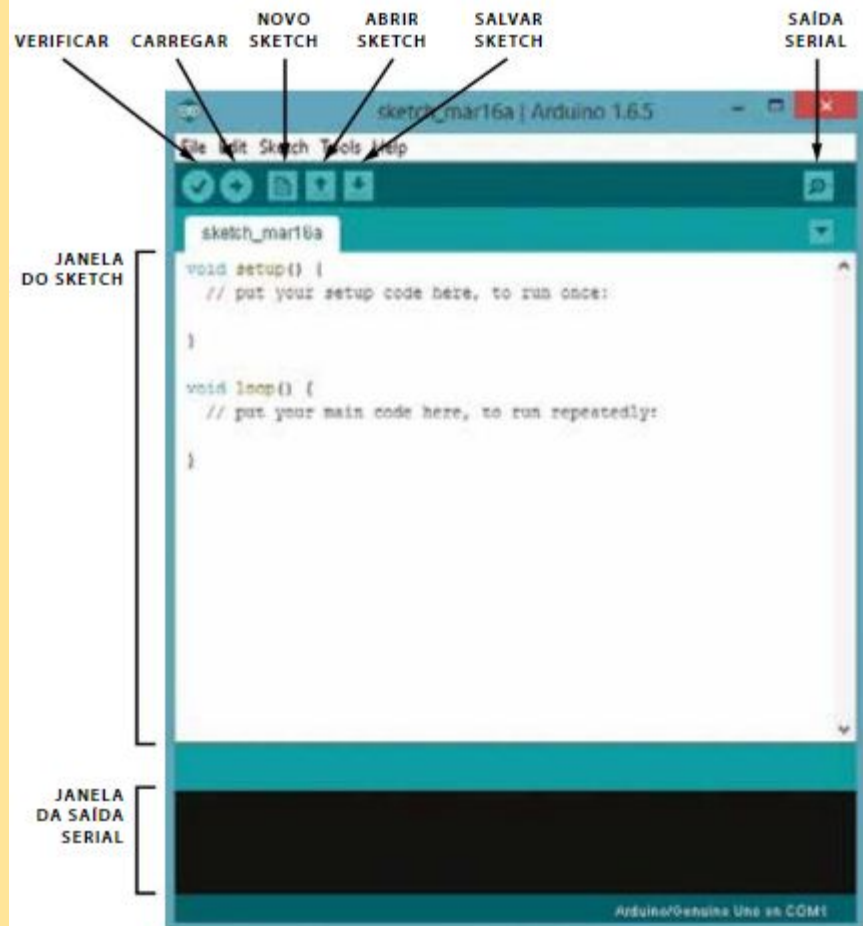 NOVO SKETCH
ABRIR SKETCH
SALVAR SKETCH
SAÍDA SERIAL
VERIFICAR
CARREGAR
sketch_mar16a | Arduino 1.6.5
File Edit Sketch Tools Help
sketch_mar16a
JANELA
DO SKETCH
void setup() {
// put your setup code here, to run once:
}
void loop() {
// put your main code here, to run repeatedly:
}
JANELA
DA SAÍDA
SERIAL
Arduino/Genuino Uno on COM1